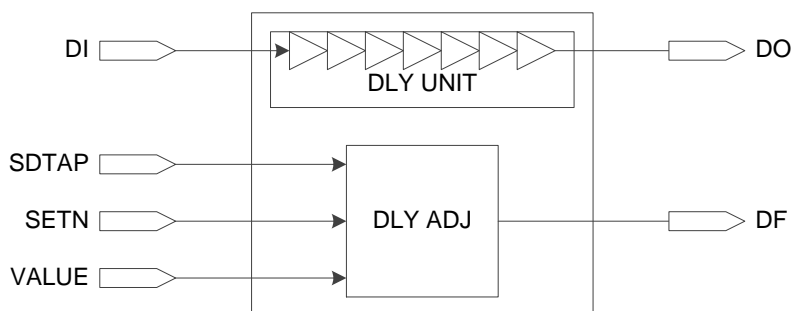 DI
DO
DLY UNIT
SDTAP
SETN
DLY ADJ
DF
VALUE